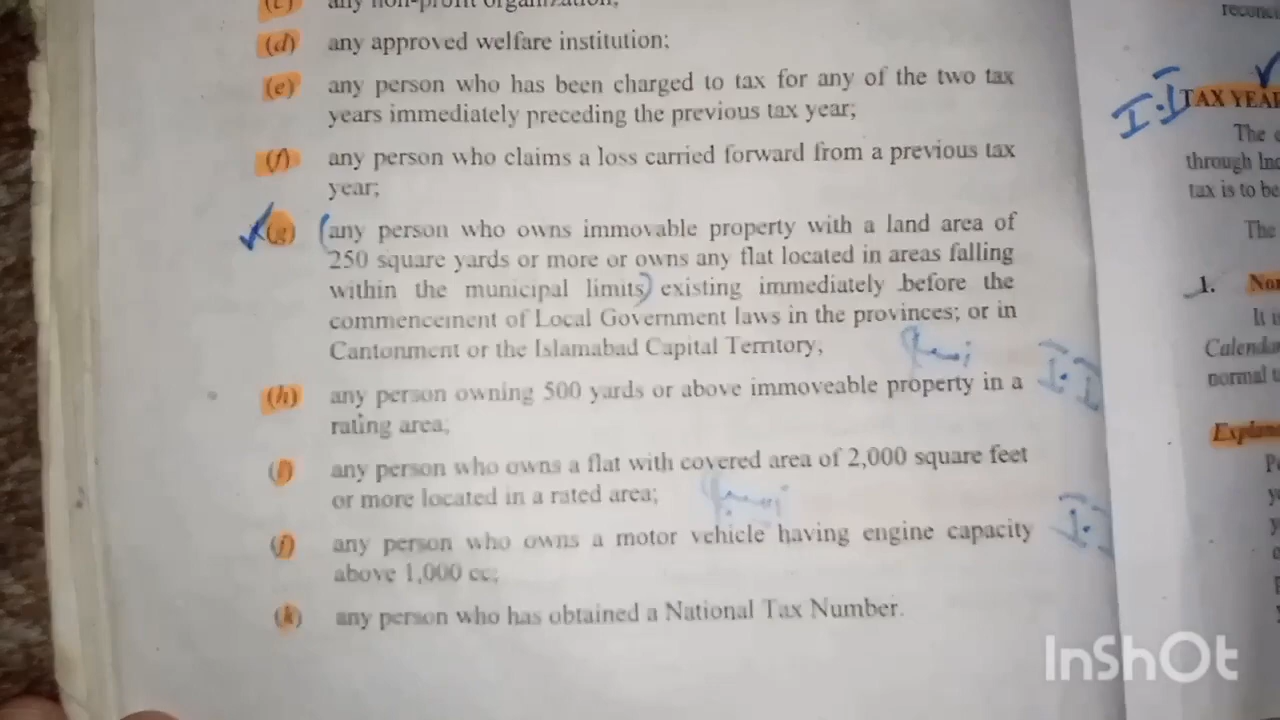 (c) any non-profit organization;
(d) any approved welfare institution;
(e) any person who has been charged to tax for any of the two tax
years immediately preceding the previous tax year;
(f) any person who claims a loss carried forward from a previous tax
year;
(g) (any person who owns immovable property with a land area of
250 square yards or more or owns any flat located in areas falling
within the municipal limits) existing immediately before the
commencement of Local Government laws in the provinces; or in
Cantonment or the Islamabad Capital Territory;
(h) any person owning 500 yards or above immoveable property in a
rating area;
(i) any person who owns a flat with covered area of 2,000 square feet
or more located in a rated area;
(j) any person who owns a motor vehicle having engine capacity
above 1,000 cc;
(k) any person who has obtained a National Tax Number.
I.I
I.I
I.I TAX YEAR
The
through Inc
tax is to be
The
1. Nor
It i
Calenda
normal
Explan
InShOt